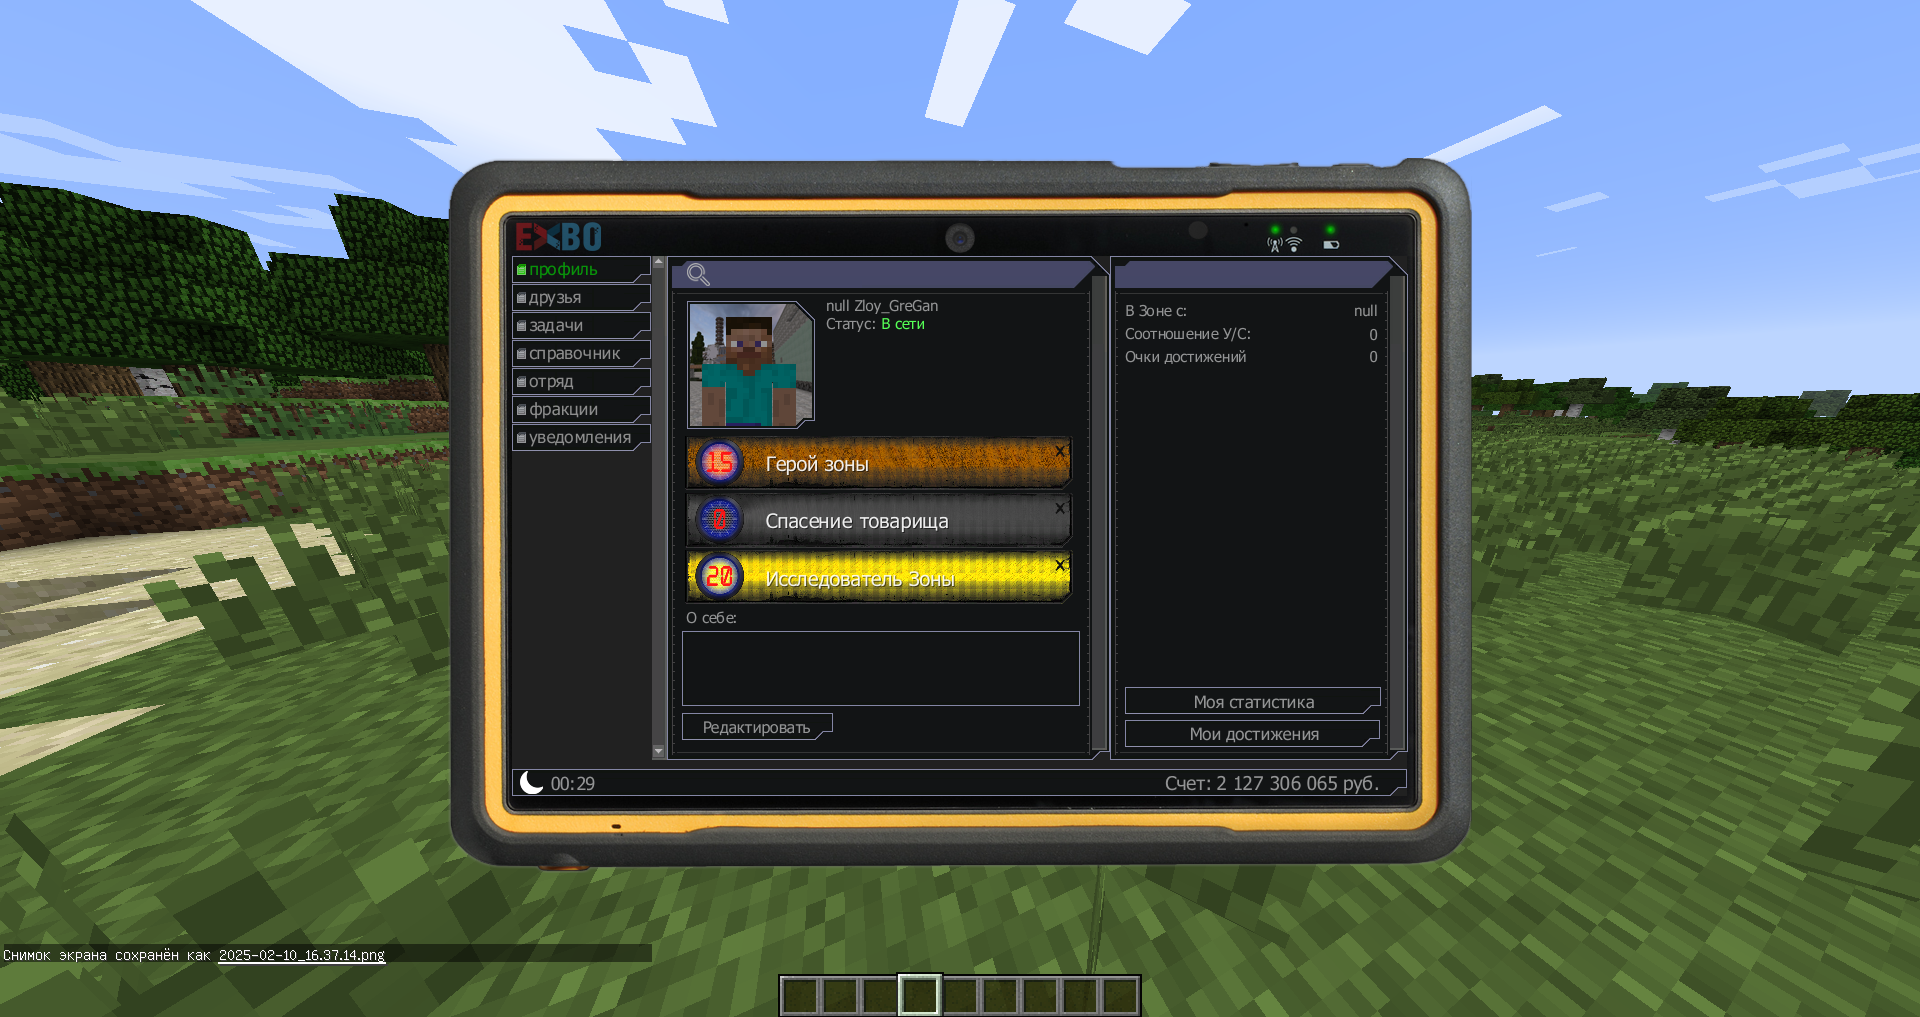 EXBO
профиль
друзья
задачи
справочник
отряд
фракции
уведомления
null Zloy_GreGan
Статус: В сети
15 Герой зоны X
0 Спасение товарища X
20 Исследователь Зоны X
О себе:
Редактировать
В Зоне с: null
Соотношение У/С: 0
Очки достижений 0
Моя статистика
Мои достижения
00:29
Счет: 2 127 306 065 руб.
Снимок экрана сохранён как 2025-02-10_16.37.14.png